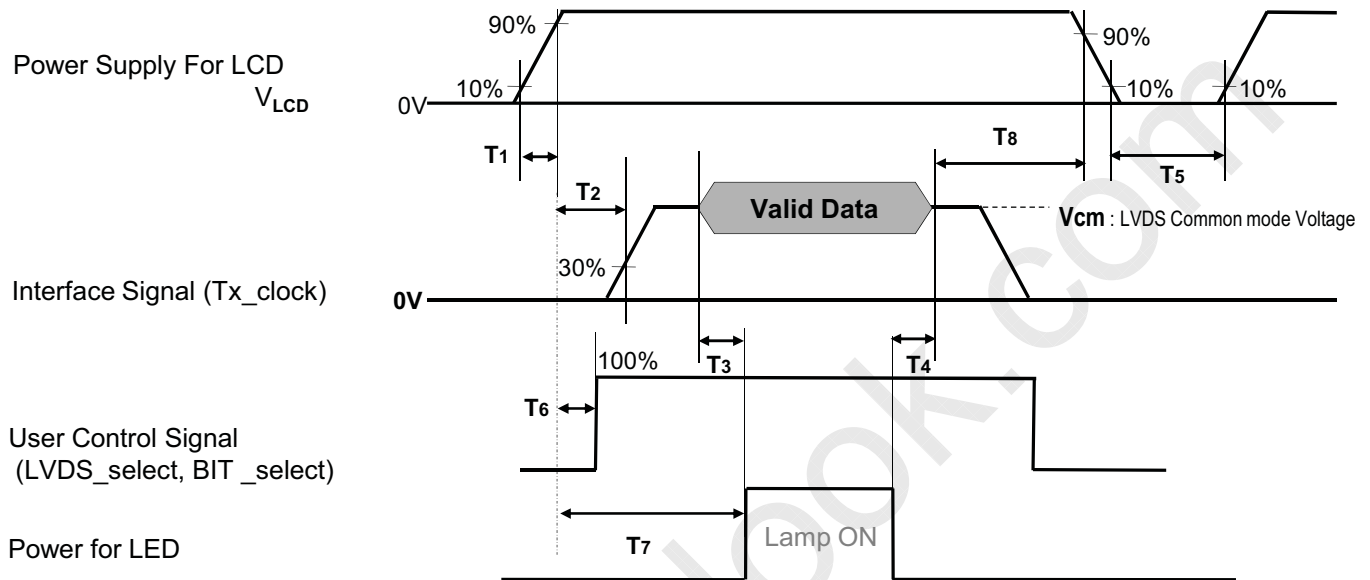 90%
Power Supply For LCD
VLCD
10%
0V
90%
10%
10%
T1
T8
T5
T2
Valid Data
Vcm : LVDS Common mode Voltage
30%
Interface Signal (Tx_clock)
0V
100%
T3
T4
T6
User Control Signal
(LVDS_select, BIT _select)
T7
Lamp ON
Power for LED
look.com